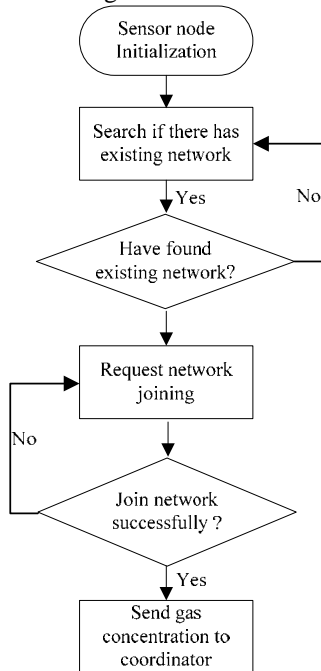 Sensor node
Initialization
Search if there has
existing network
Yes
No
Have found
existing network?
Request network
joining
No
Join network
successfully ?
Yes
Send gas
concentration to
coordinator